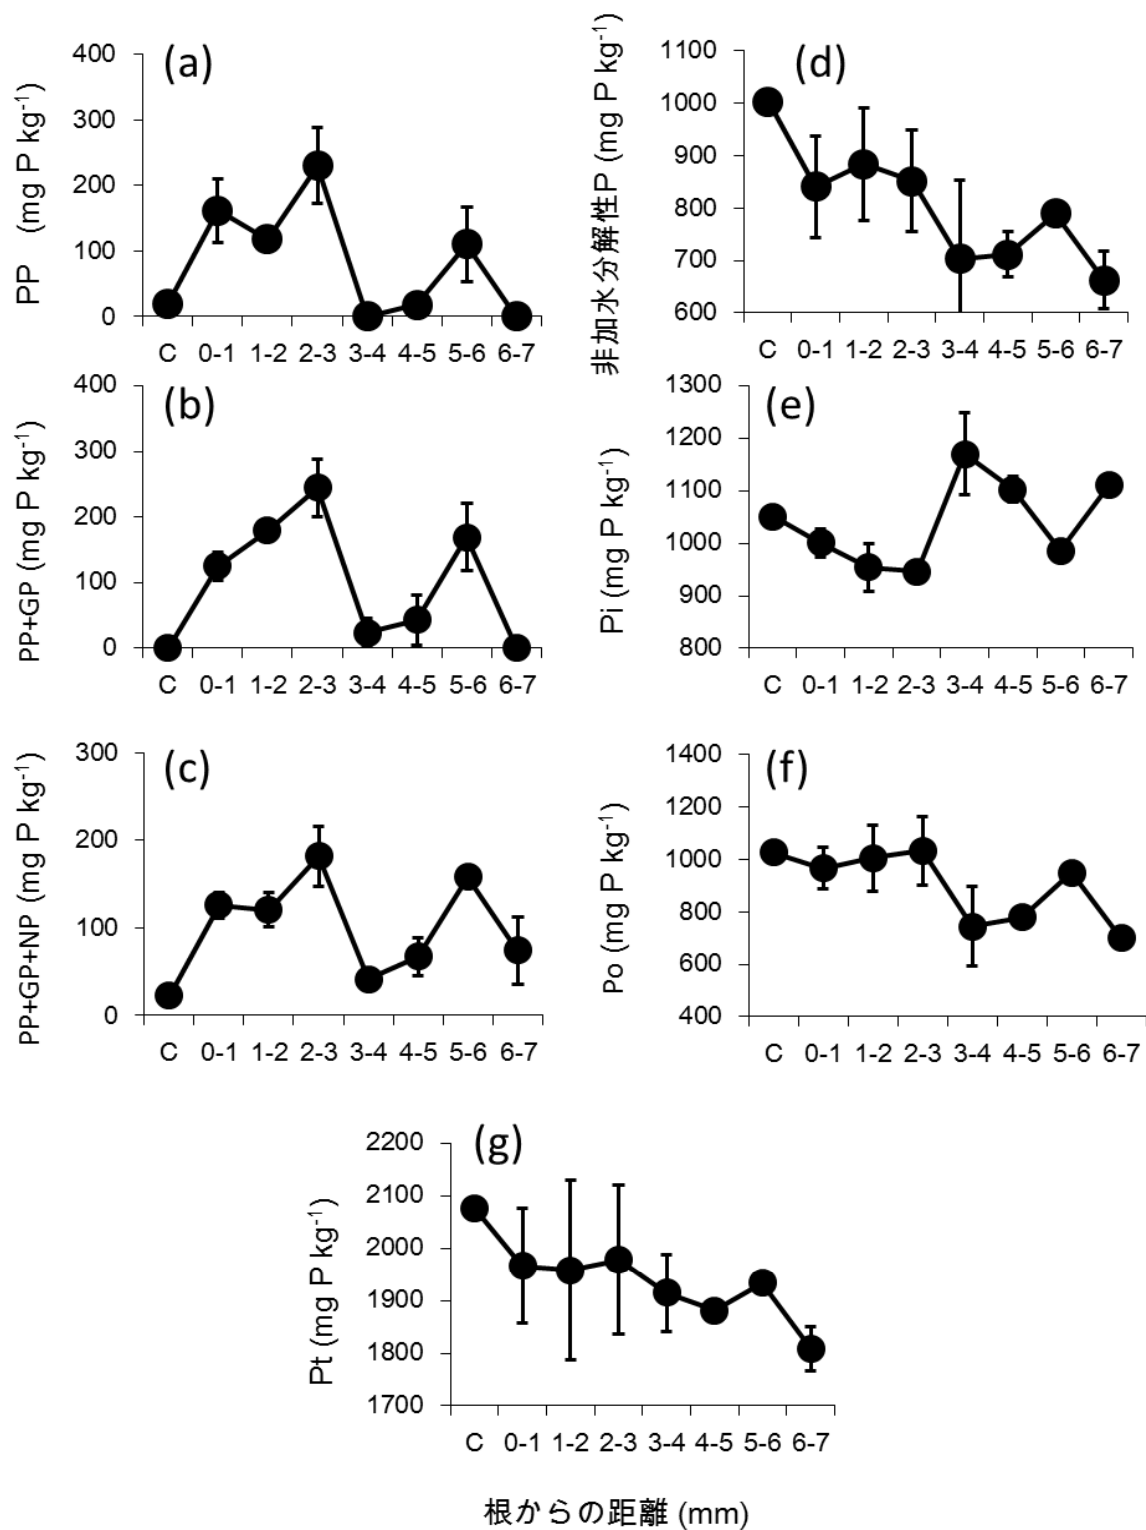 (a)
PP (mg P kg⁻¹)
400
300
200
100
0
C 0-1 1-2 2-3 3-4 4-5 5-6 6-7
(b)
PP+GP (mg P kg⁻¹)
400
300
200
100
0
C 0-1 1-2 2-3 3-4 4-5 5-6 6-7
(c)
PP+GP+NP (mg P kg⁻¹)
300
200
100
0
C 0-1 1-2 2-3 3-4 4-5 5-6 6-7
(d)
非加水分解性P (mg P kg⁻¹)
1100
1000
900
800
700
600
C 0-1 1-2 2-3 3-4 4-5 5-6 6-7
(e)
Pi (mg P kg⁻¹)
1300
1200
1100
1000
900
800
C 0-1 1-2 2-3 3-4 4-5 5-6 6-7
(f)
Po (mg P kg⁻¹)
1400
1200
1000
800
600
400
C 0-1 1-2 2-3 3-4 4-5 5-6 6-7
(g)
Pt (mg P kg⁻¹)
2200
2100
2000
1900
1800
1700
C 0-1 1-2 2-3 3-4 4-5 5-6 6-7
根からの距離 (mm)